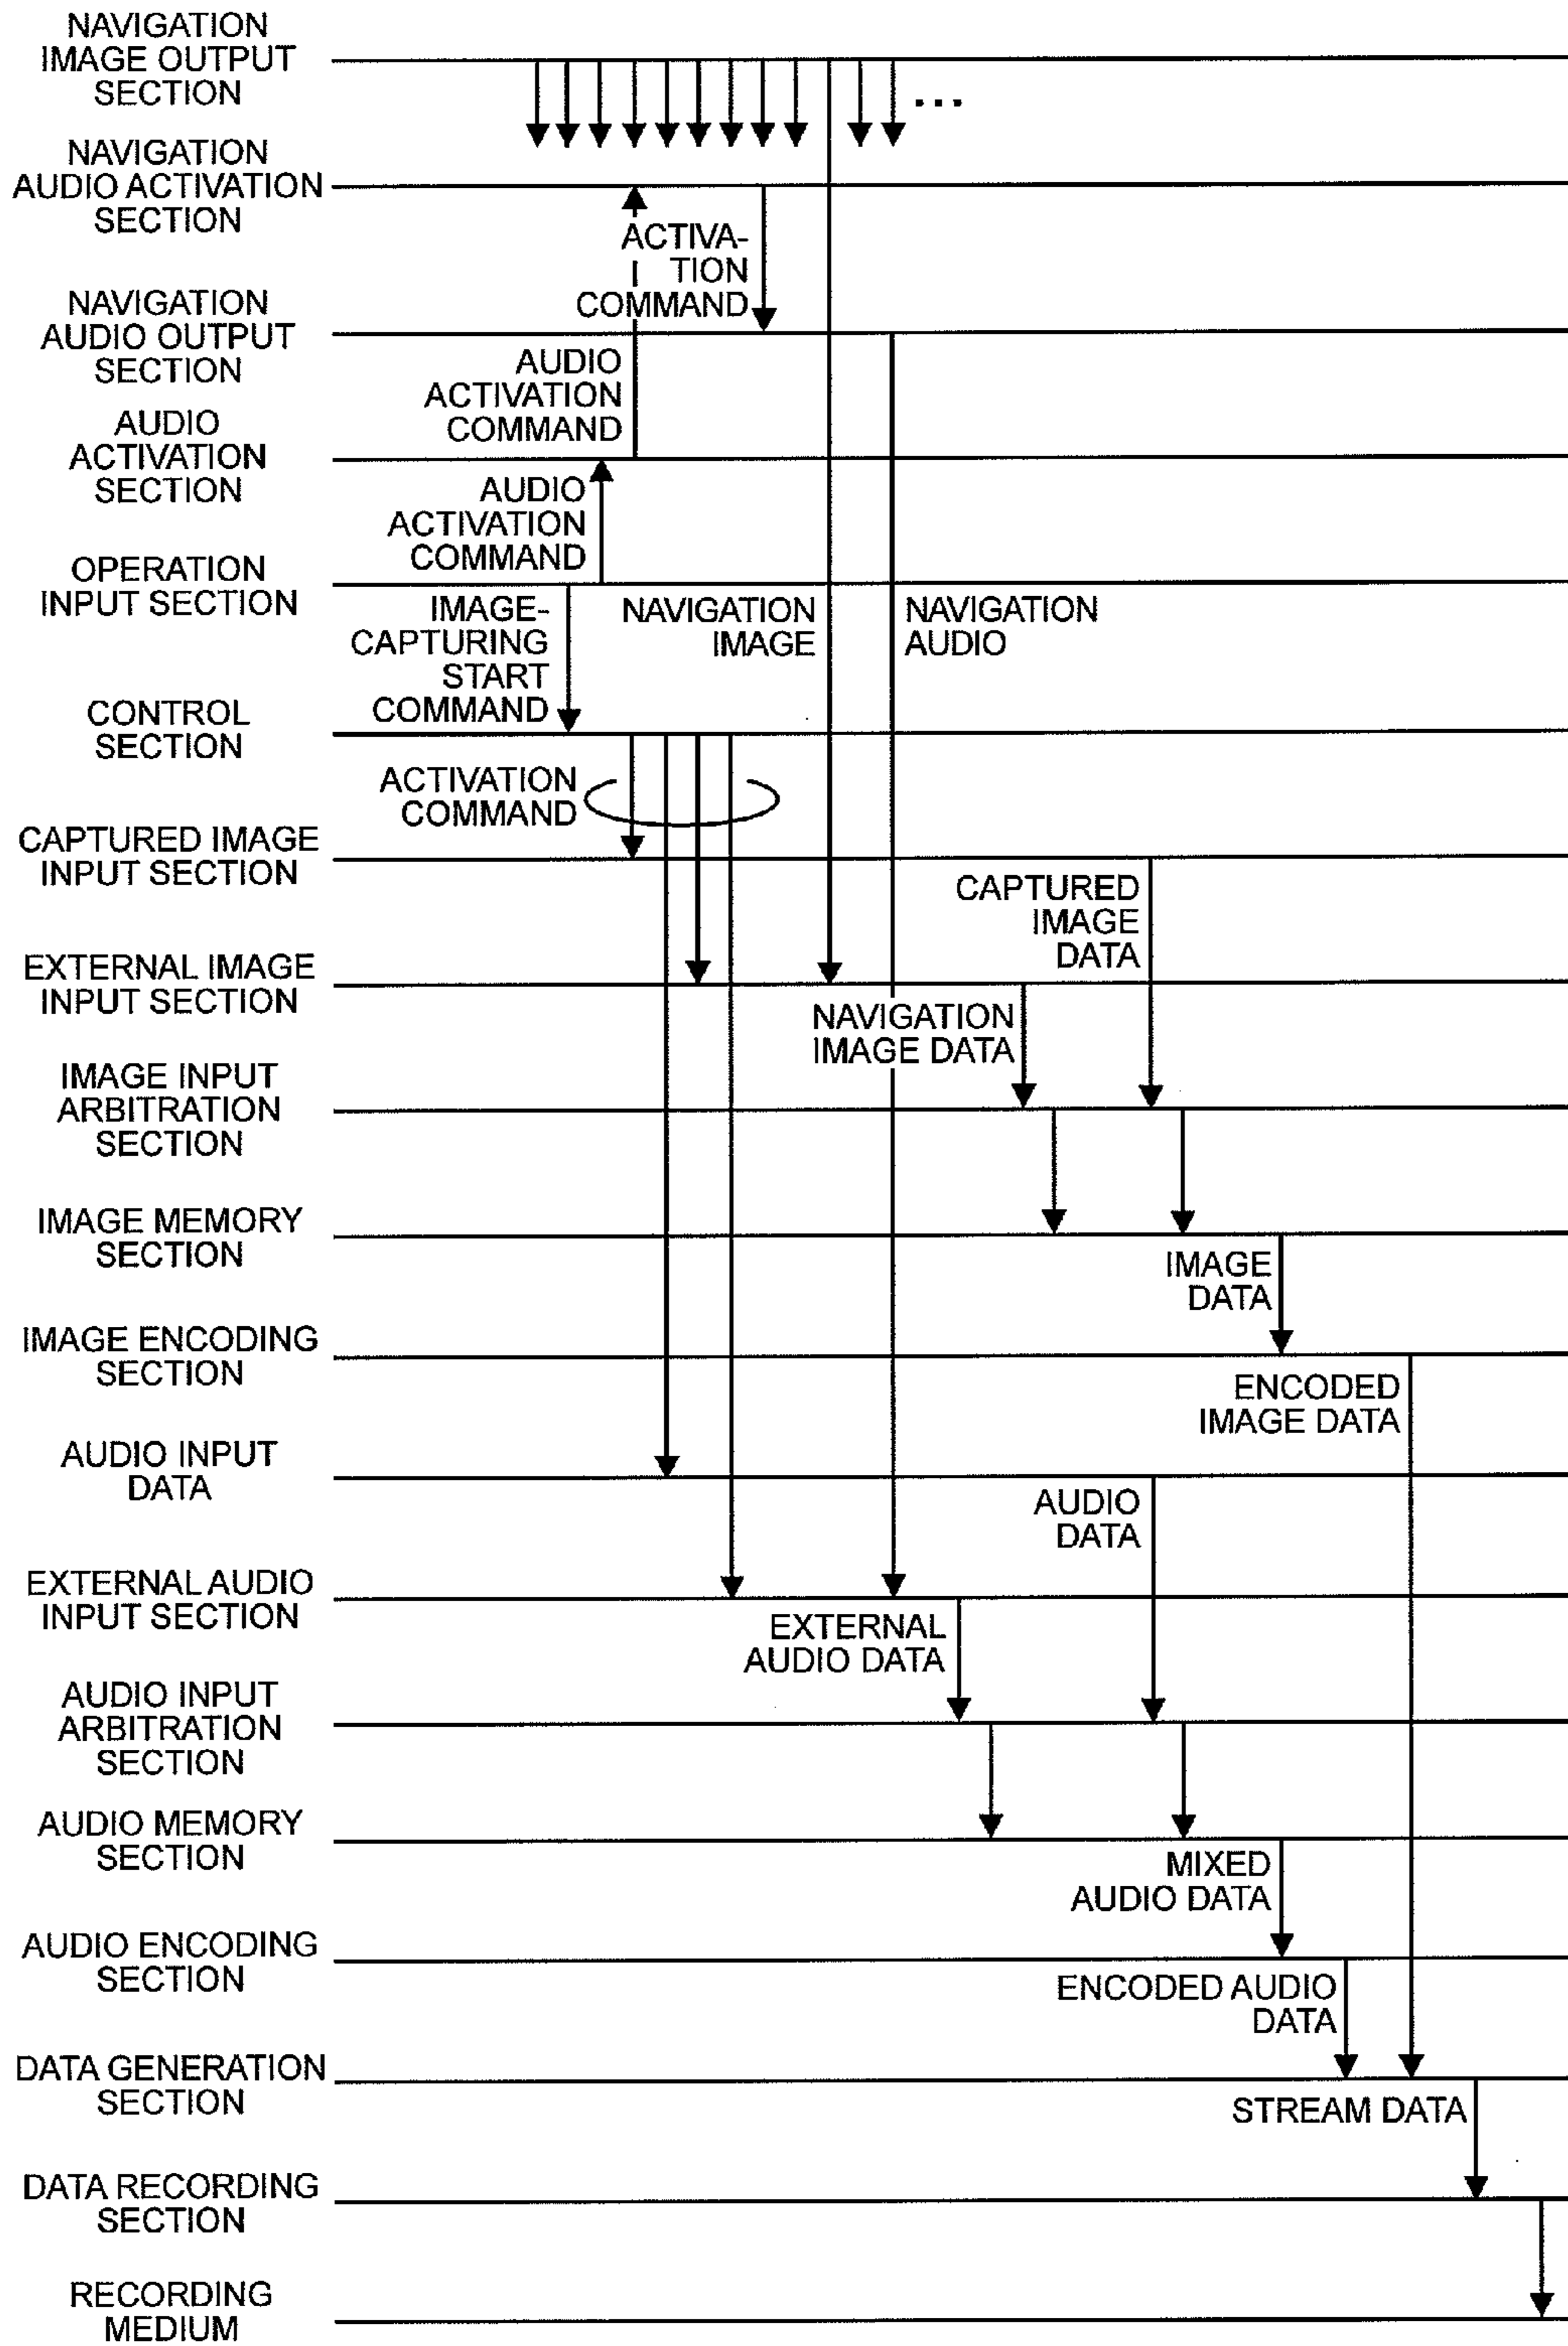 NAVIGATION
IMAGE OUTPUT
SECTION
...
NAVIGATION
AUDIO ACTIVATION
SECTION
ACTIVA-
TION
COMMAND
NAVIGATION
AUDIO OUTPUT
SECTION
AUDIO
ACTIVATION
COMMAND
AUDIO
ACTIVATION
SECTION
AUDIO
ACTIVATION
COMMAND
OPERATION
INPUT SECTION
IMAGE-
CAPTURING
START
COMMAND
NAVIGATION
IMAGE
NAVIGATION
AUDIO
CONTROL
SECTION
ACTIVATION
COMMAND
CAPTURED IMAGE
INPUT SECTION
CAPTURED
IMAGE
DATA
EXTERNAL IMAGE
INPUT SECTION
NAVIGATION
IMAGE DATA
IMAGE INPUT
ARBITRATION
SECTION
IMAGE MEMORY
SECTION
IMAGE
DATA
IMAGE ENCODING
SECTION
ENCODED
IMAGE DATA
AUDIO INPUT
DATA
AUDIO
DATA
EXTERNAL AUDIO
INPUT SECTION
EXTERNAL
AUDIO DATA
AUDIO INPUT
ARBITRATION
SECTION
AUDIO MEMORY
SECTION
MIXED
AUDIO DATA
AUDIO ENCODING
SECTION
ENCODED AUDIO
DATA
DATA GENERATION
SECTION
STREAM DATA
DATA RECORDING
SECTION
RECORDING
MEDIUM